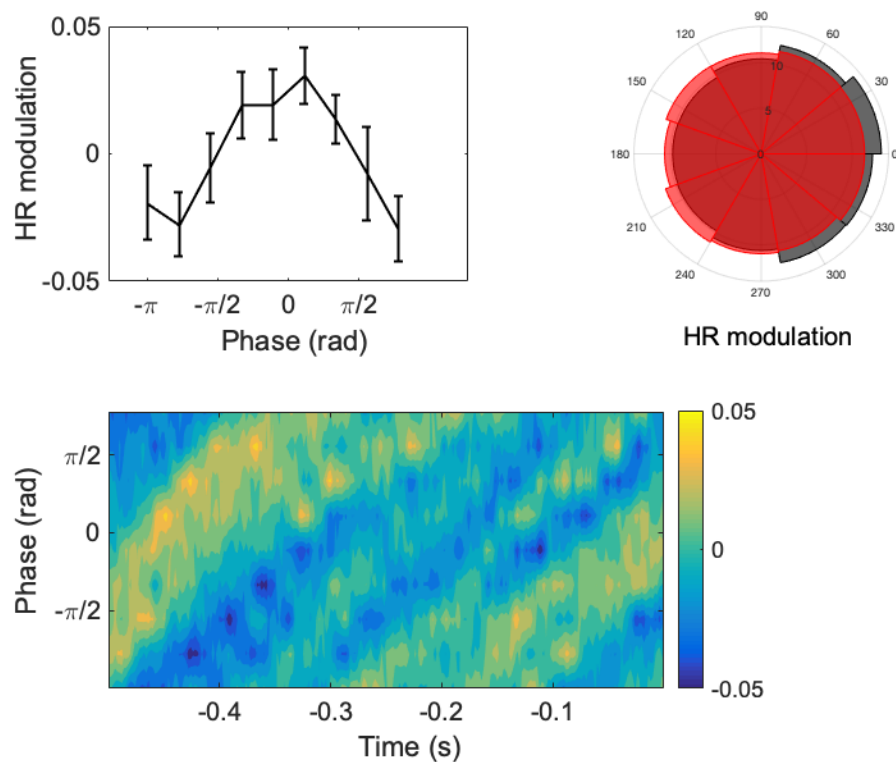 0.05
0
-0.05
HR modulation
-π
-π/2
0
π/2
Phase (rad)
90
120
60
150
30
10
5
180
0
0
210
330
240
300
270
HR modulation
π/2
0
-π/2
Phase (rad)
-0.4
-0.3
-0.2
-0.1
Time (s)
0.05
0
-0.05